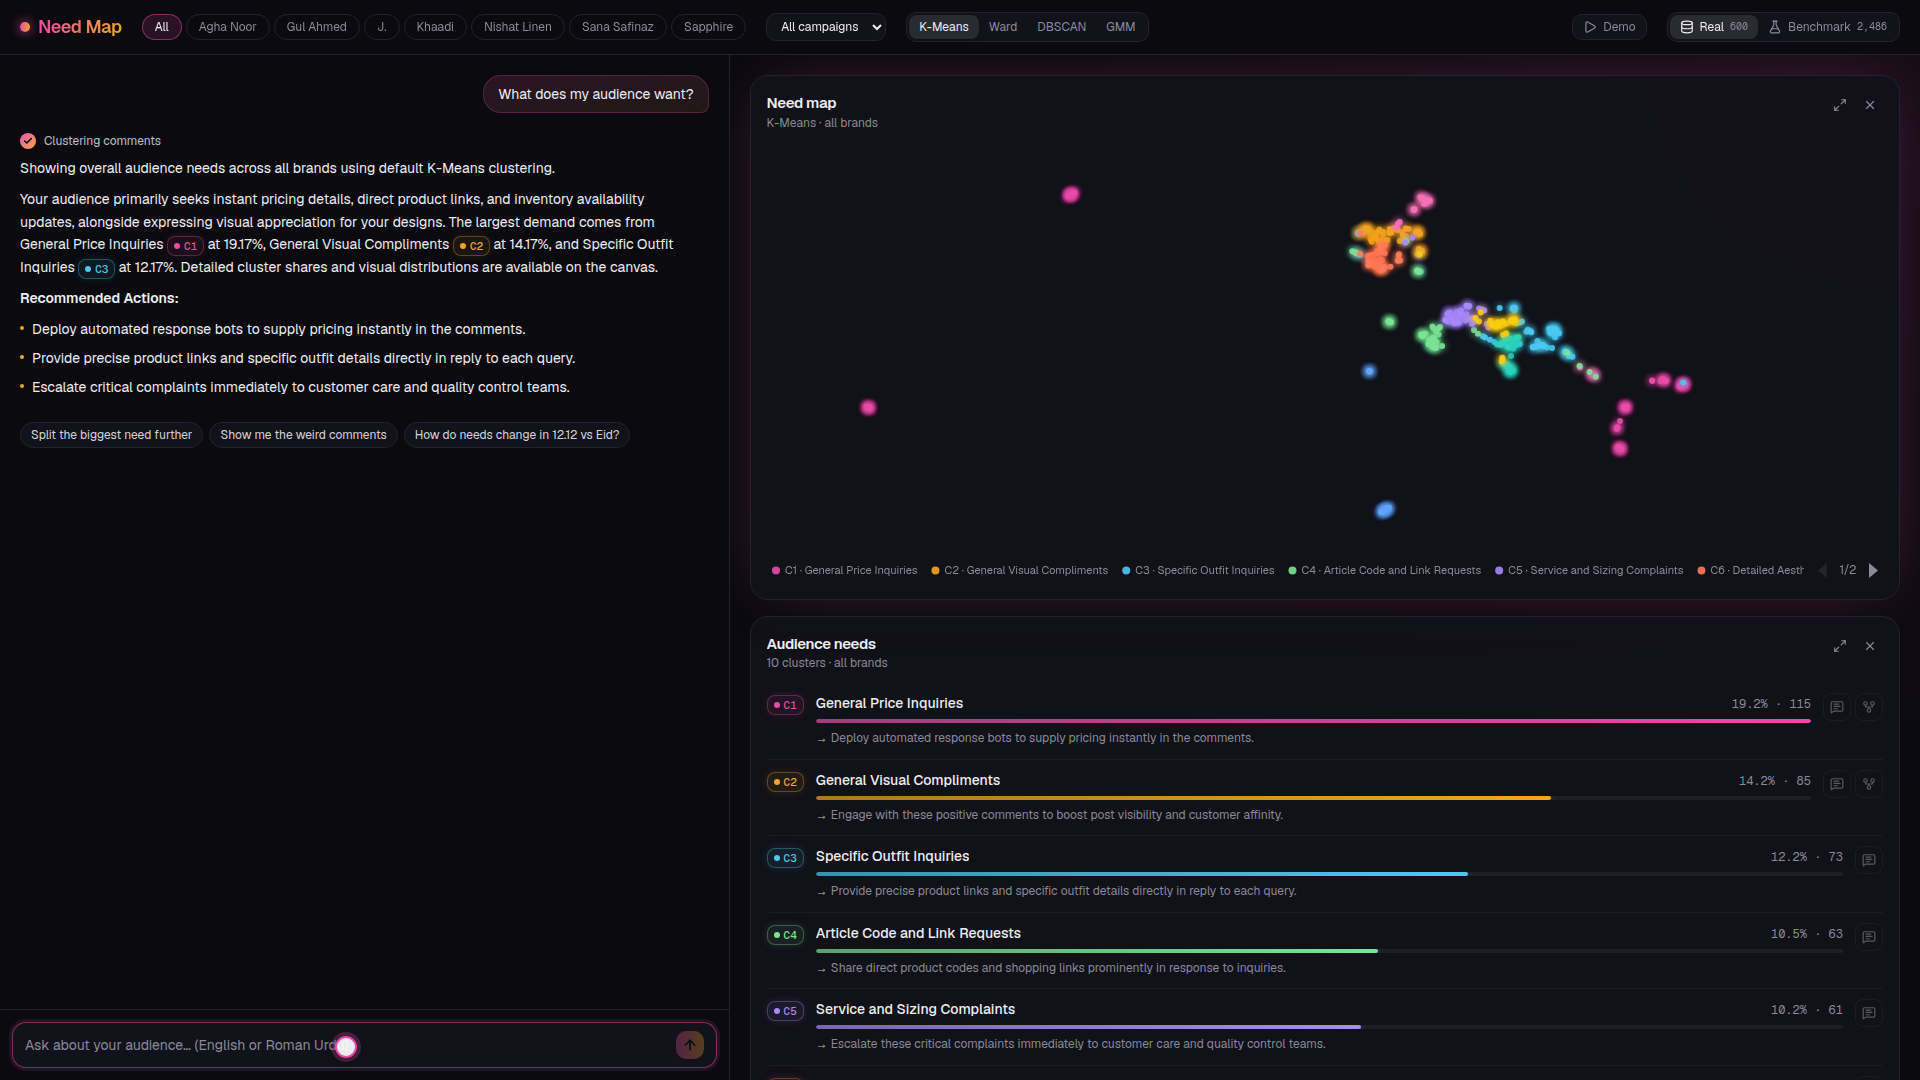 Need Map
All
Agha Noor
Gul Ahmed
J.
Khaadi
Nishat Linen
Sana Safinaz
Sapphire
All campaigns
K-Means
Ward
DBSCAN
GMM
Demo
Real 600
Benchmark 2,486
What does my audience want?
Clustering comments
Showing overall audience needs across all brands using default K-Means clustering.
Your audience primarily seeks instant pricing details, direct product links, and inventory availability
updates, alongside expressing visual appreciation for your designs. The largest demand comes from
General Price Inquiries C1 at 19.17%, General Visual Compliments C2 at 14.17%, and Specific Outfit
Inquiries C3 at 12.17%. Detailed cluster shares and visual distributions are available on the canvas.
Recommended Actions:
• Deploy automated response bots to supply pricing instantly in the comments.
• Provide precise product links and specific outfit details directly in reply to each query.
• Escalate critical complaints immediately to customer care and quality control teams.
Split the biggest need further
Show me the weird comments
How do needs change in 12.12 vs Eid?
Ask about your audience... (English or Roman Urd
Need map
K-Means · all brands
C1 · General Price Inquiries
C2 · General Visual Compliments
C3 · Specific Outfit Inquiries
C4 · Article Code and Link Requests
C5 · Service and Sizing Complaints
C6 · Detailed Aesth
1/2
Audience needs
10 clusters · all brands
C1 General Price Inquiries 19.2% · 115
→ Deploy automated response bots to supply pricing instantly in the comments.
C2 General Visual Compliments 14.2% · 85
→ Engage with these positive comments to boost post visibility and customer affinity.
C3 Specific Outfit Inquiries 12.2% · 73
→ Provide precise product links and specific outfit details directly in reply to each query.
C4 Article Code and Link Requests 10.5% · 63
→ Share direct product codes and shopping links prominently in response to inquiries.
C5 Service and Sizing Complaints 10.2% · 61
→ Escalate these critical complaints immediately to customer care and quality control teams.